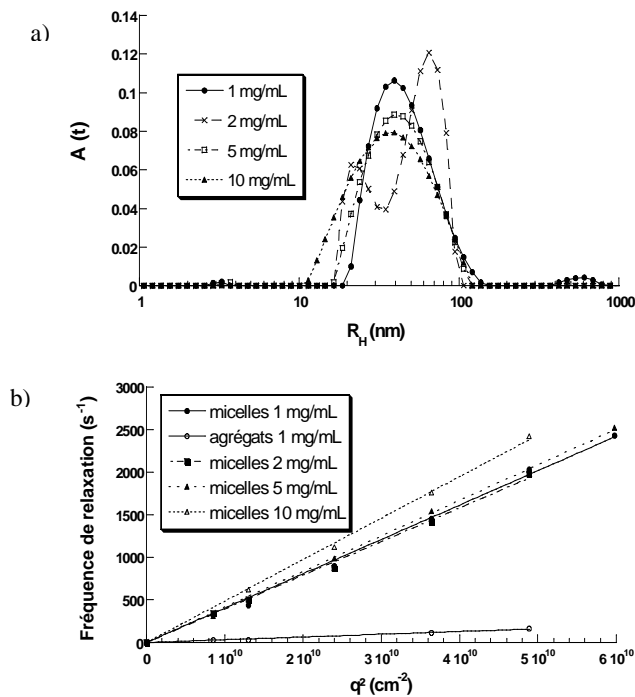 a)
0.14
0.12
0.1
0.08
0.06
0.04
0.02
0
A (t)
1 mg/mL
2 mg/mL
5 mg/mL
10 mg/mL
1 10 100 1000
R_H (nm)
b)
3000
2500
2000
1500
1000
500
0
Fréquence de relaxation (s⁻¹)
micelles 1 mg/mL
agrégats 1 mg/mL
micelles 2 mg/mL
micelles 5 mg/mL
micelles 10 mg/mL
0 1 10¹⁰ 2 10¹⁰ 3 10¹⁰ 4 10¹⁰ 5 10¹⁰ 6 10¹⁰
q² (cm⁻²)